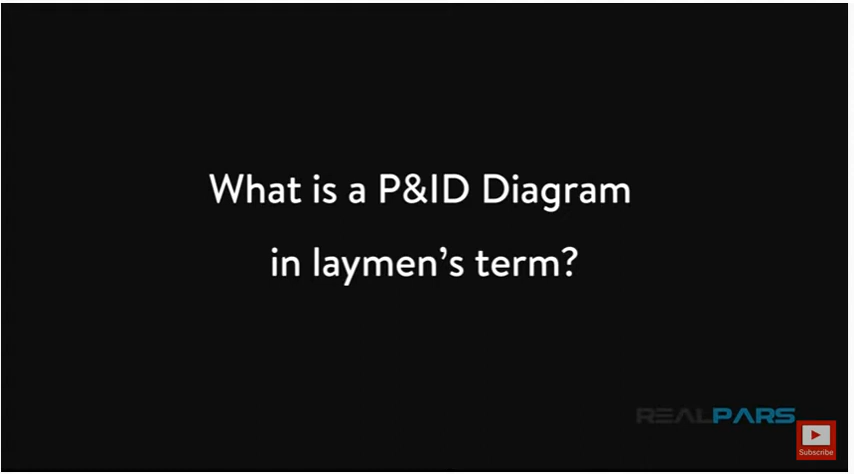 What is a P&ID Diagram
in laymen's term?
REALPARS
Subscribe